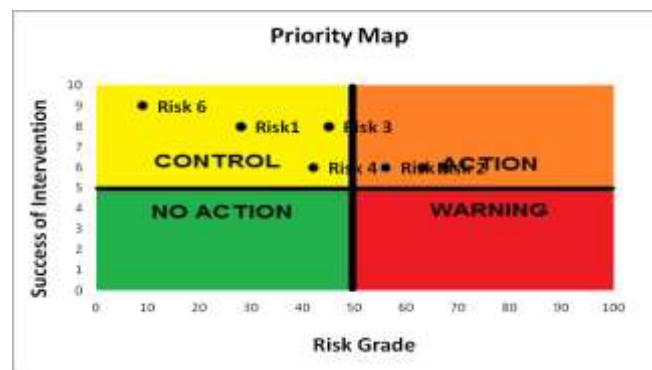 Priority Map
Success of Intervention
10
9
8
7
6
5
4
3
2
1
0
Risk 6
Risk1
Risk 3
CONTROL
Risk 4
Risk
ACTION
NO ACTION
WARNING
0 10 20 30 40 50 60 70 80 90 100
Risk Grade